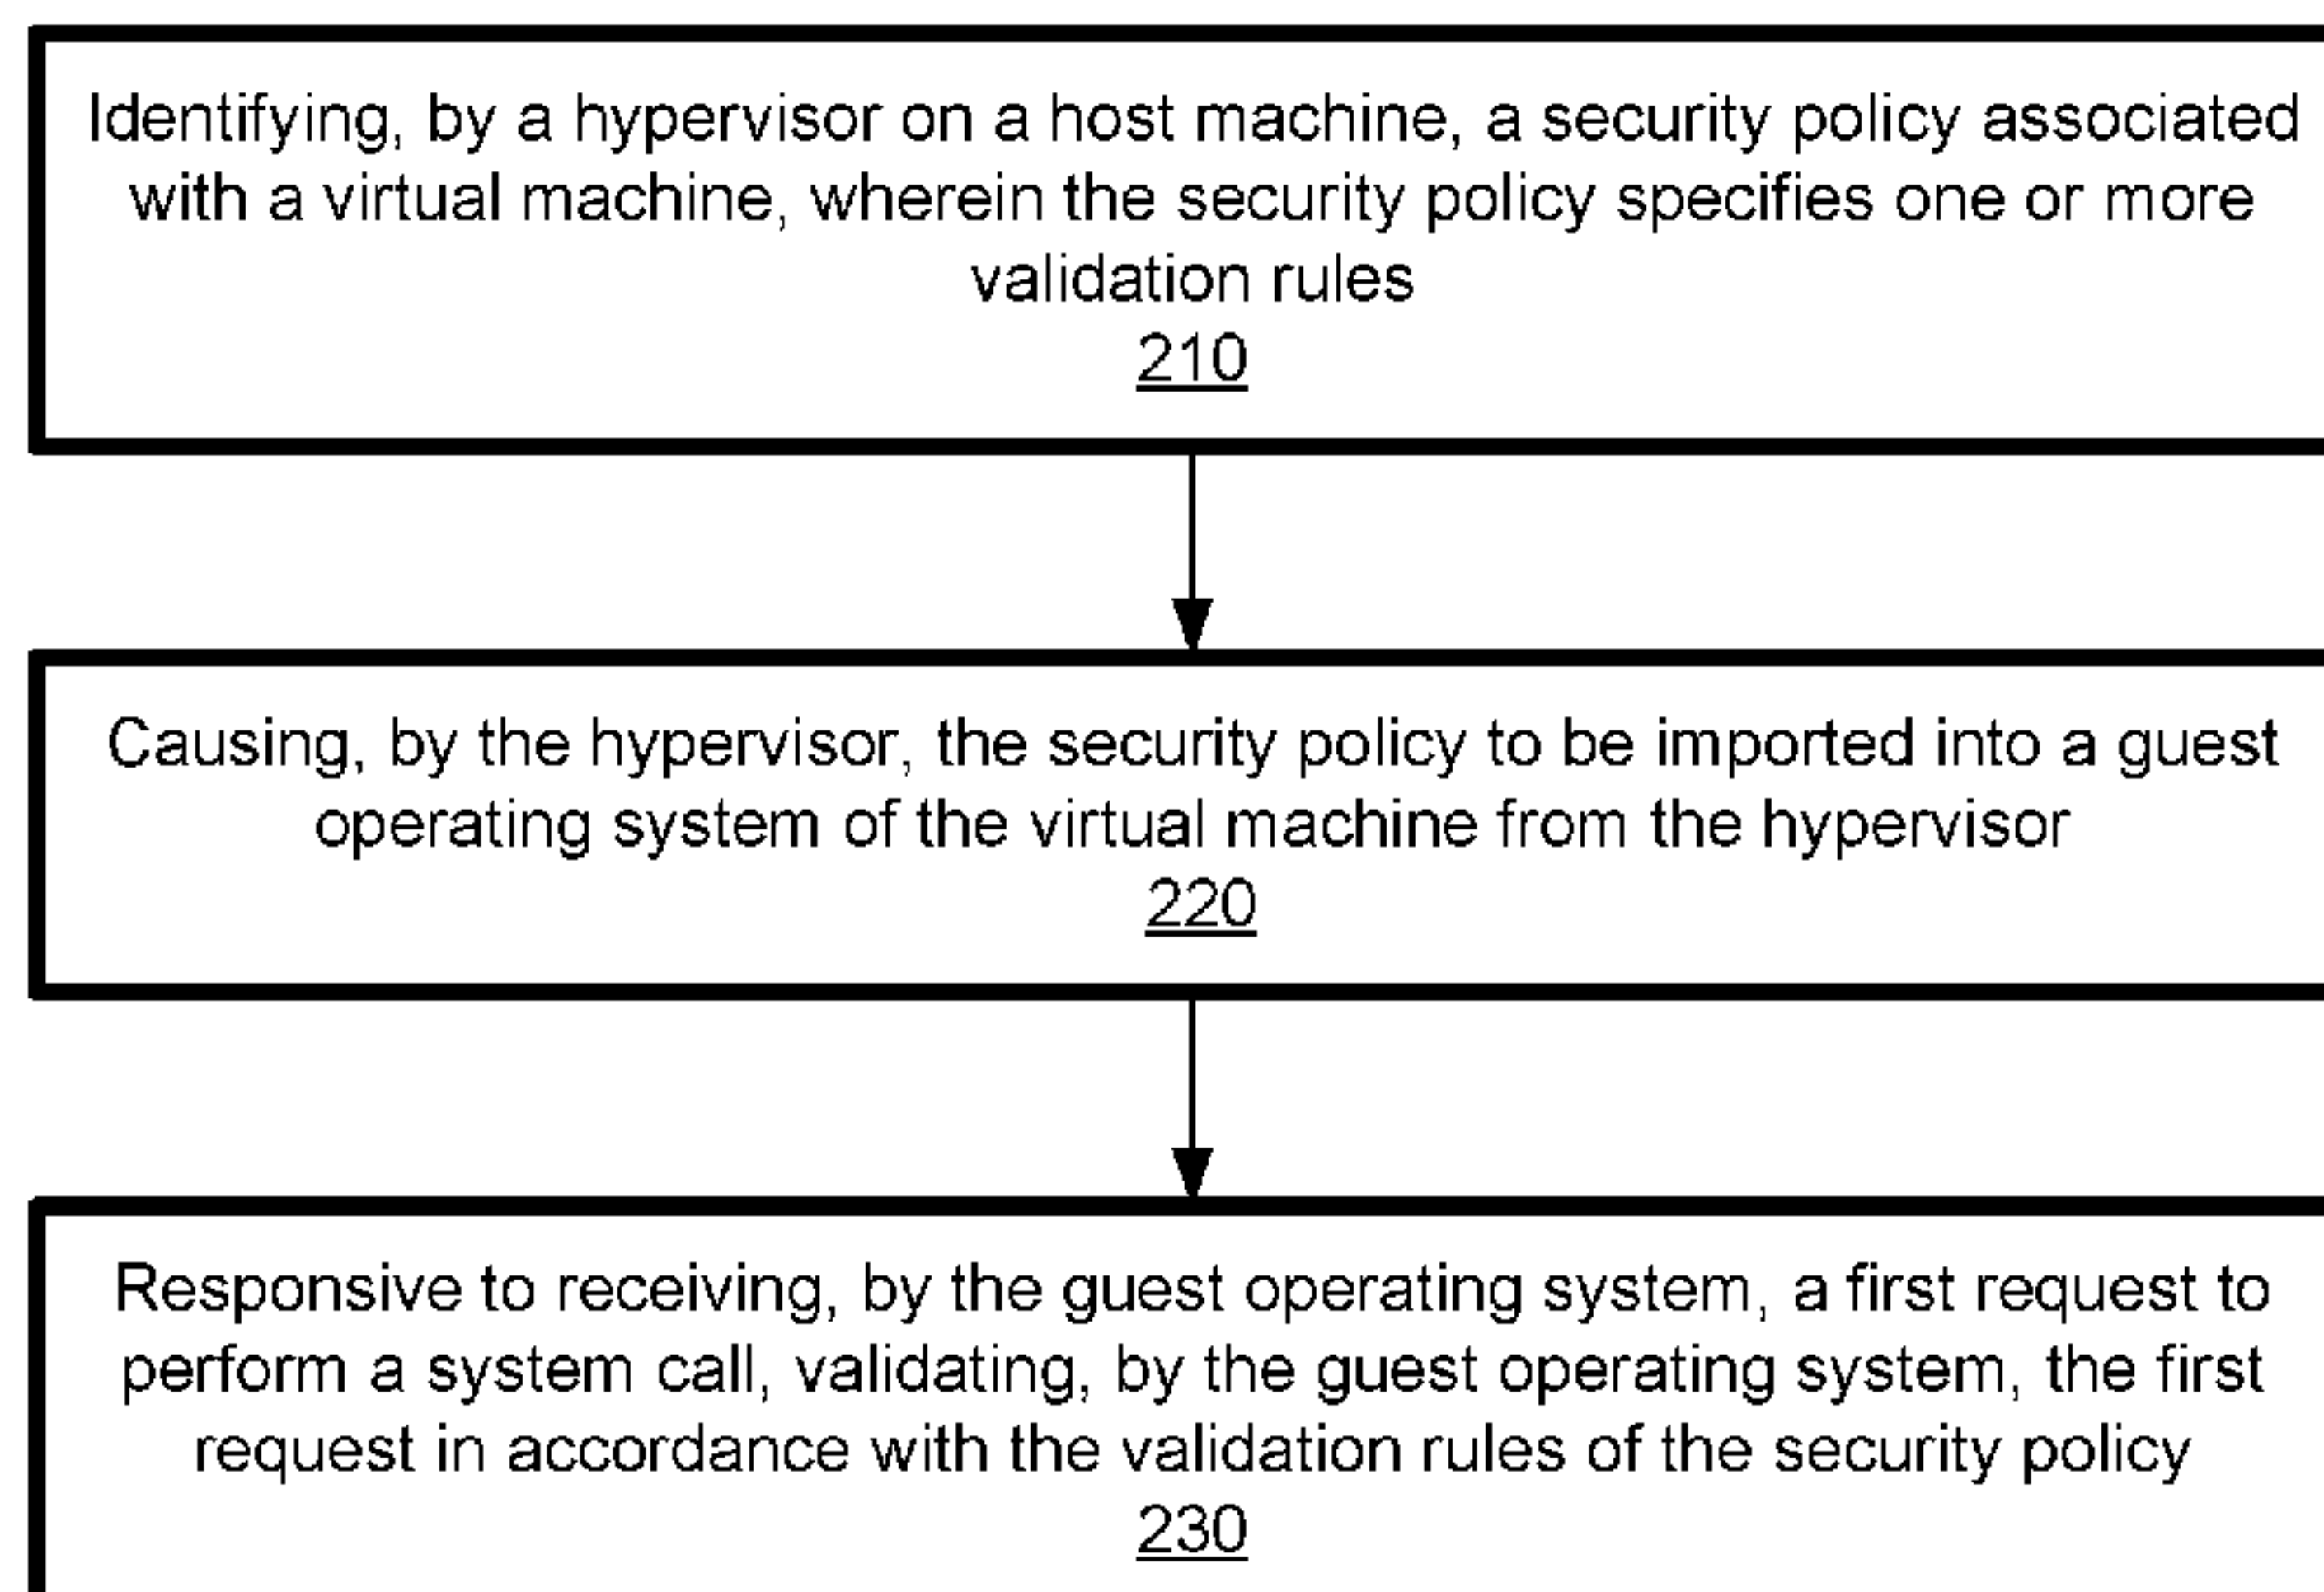 Identifying, by a hypervisor on a host machine, a security policy associated
with a virtual machine, wherein the security policy specifies one or more
validation rules
210
Causing, by the hypervisor, the security policy to be imported into a guest
operating system of the virtual machine from the hypervisor
220
Responsive to receiving, by the guest operating system, a first request to
perform a system call, validating, by the guest operating system, the first
request in accordance with the validation rules of the security policy
230